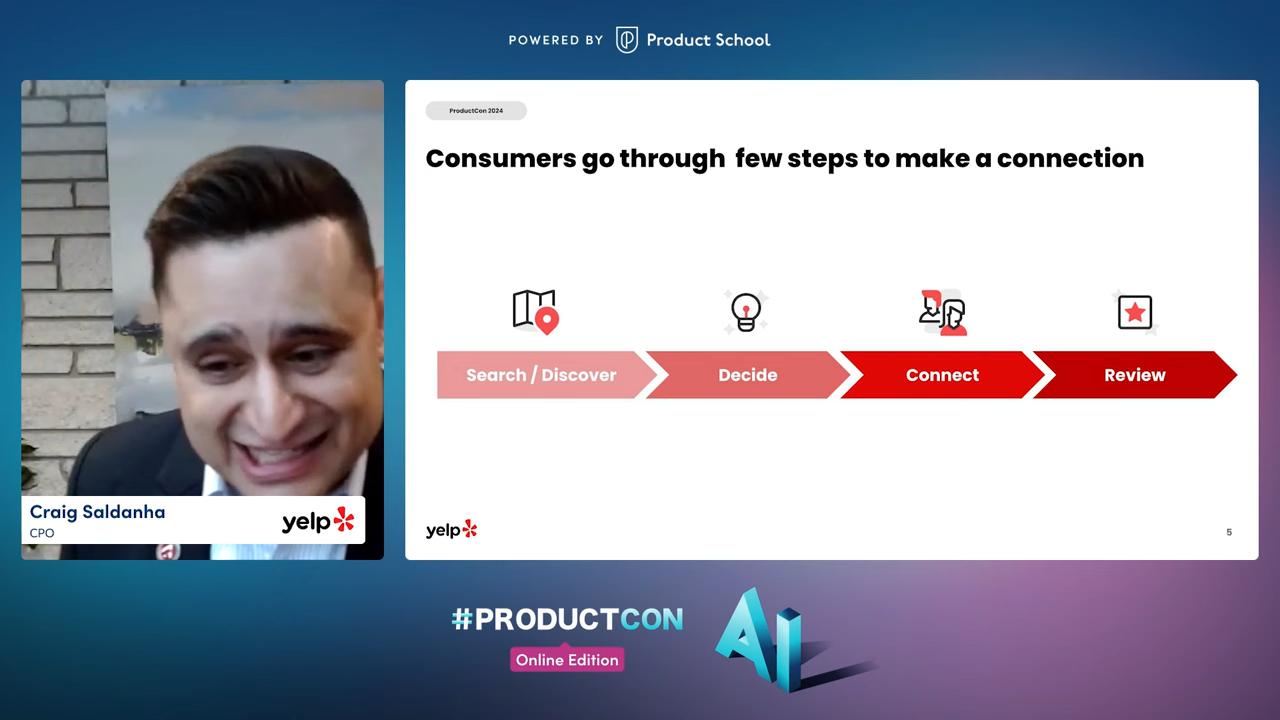 POWERED BY Product School
ProductCon 2024
Consumers go through few steps to make a connection
Search / Discover
Decide
Connect
Review
Craig Saldanha
CPO
yelp
yelp
5
#PRODUCTCON
AI
Online Edition